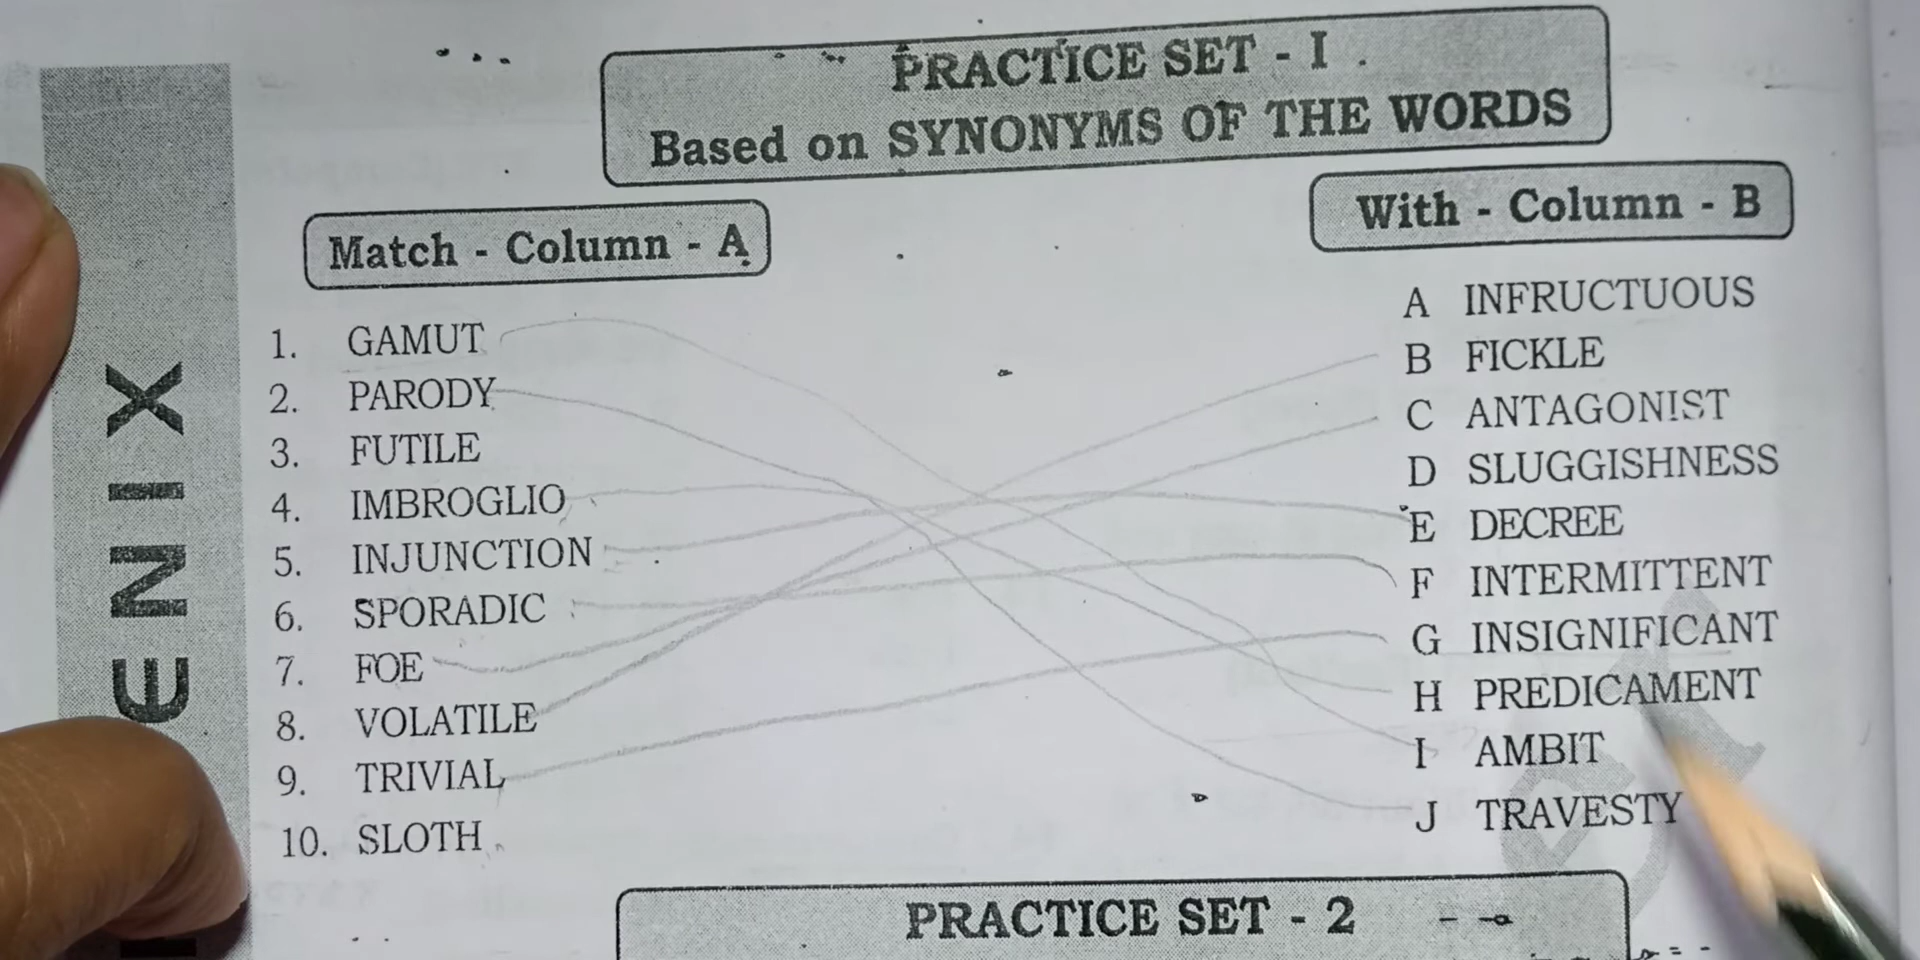 PRACTICE SET - I
Based on SYNONYMS OF THE WORDS
Match - Column - A
With - Column - B
1. GAMUT
2. PARODY
3. FUTILE
4. IMBROGLIO
5. INJUNCTION
6. SPORADIC
7. FOE
8. VOLATILE
9. TRIVIAL
10. SLOTH
A INFRUCTUOUS
B FICKLE
C ANTAGONIST
D SLUGGISHNESS
E DECREE
F INTERMITTENT
G INSIGNIFICANT
H PREDICAMENT
I AMBIT
J TRAVESTY
PRACTICE SET - 2
ENIX